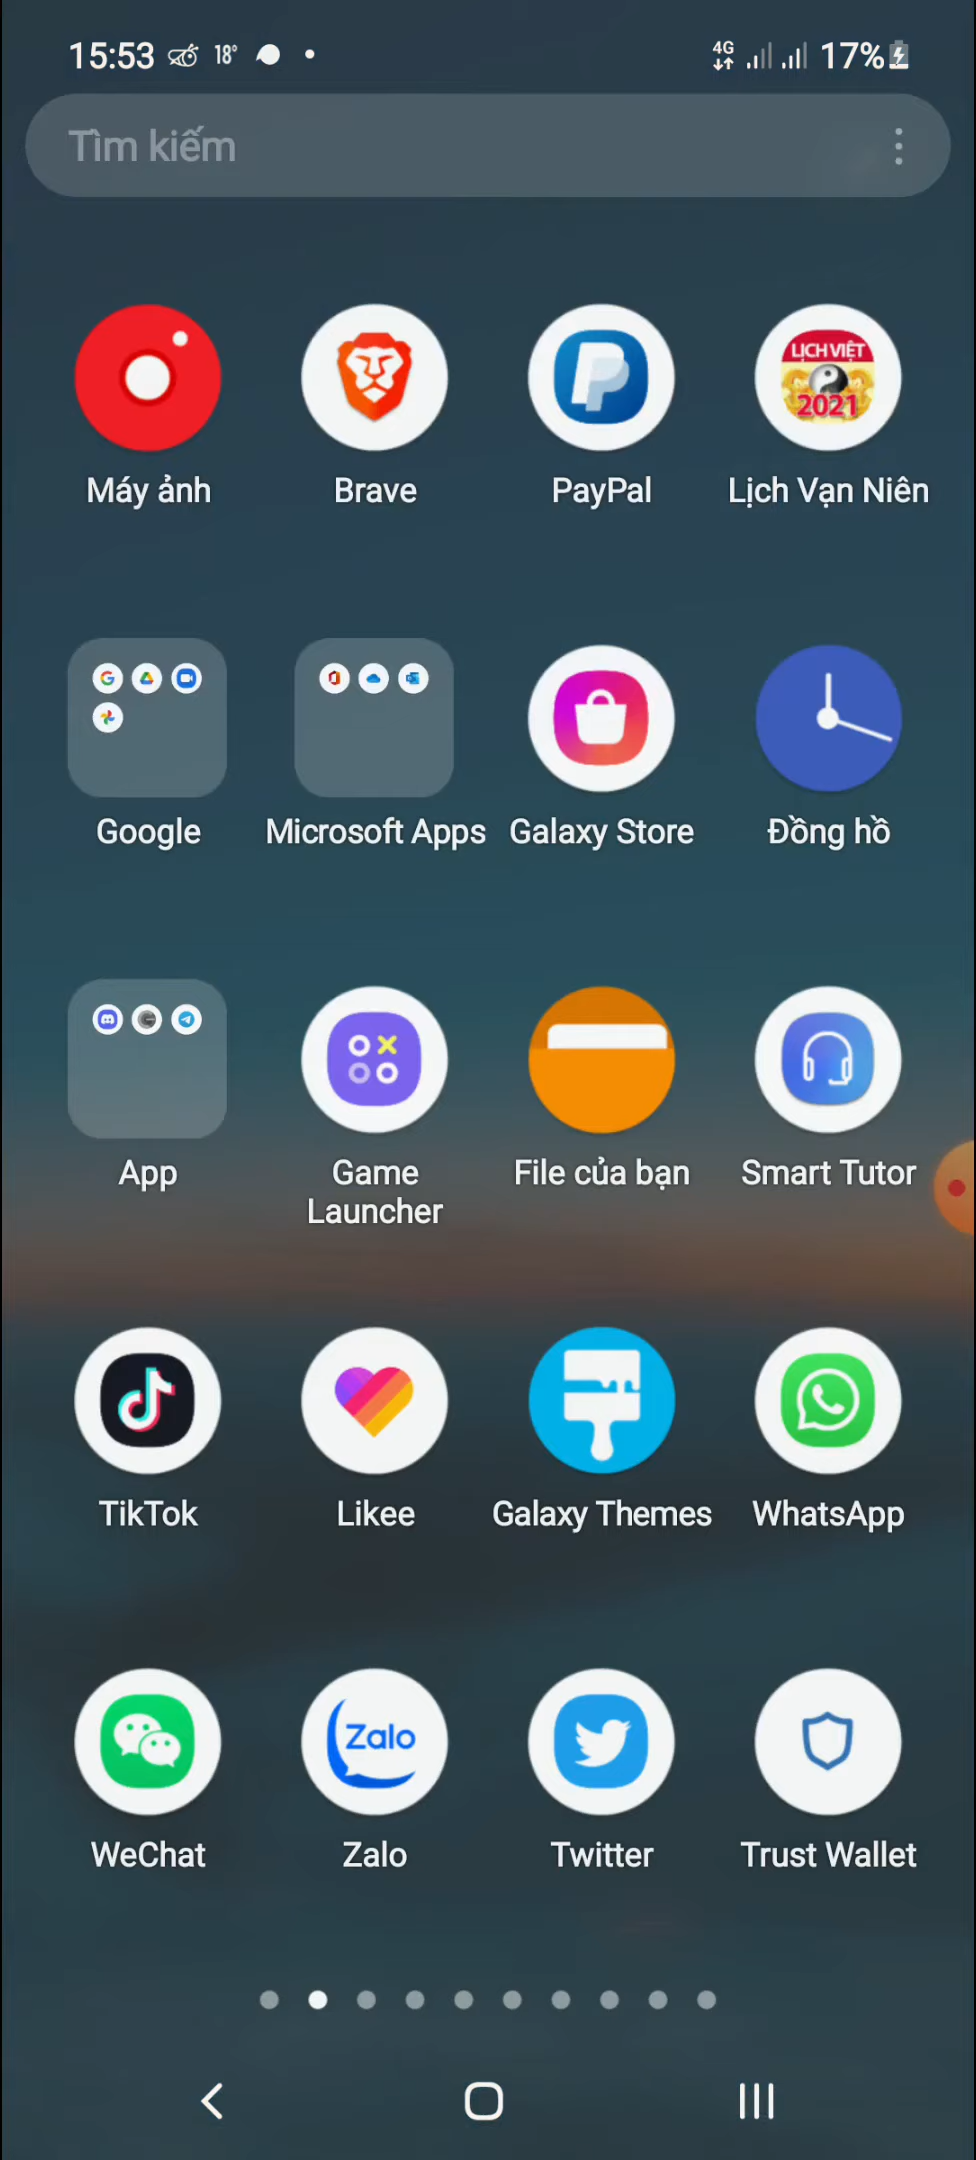 15:53 18° 4G 17%
Tìm kiếm
LỊCH VIỆT
2021
Máy ảnh Brave PayPal Lịch Vạn Niên
Google Microsoft Apps Galaxy Store Đồng hồ
App Game Launcher File của bạn Smart Tutor
TikTok Likee Galaxy Themes WhatsApp
Zalo
WeChat Zalo Twitter Trust Wallet